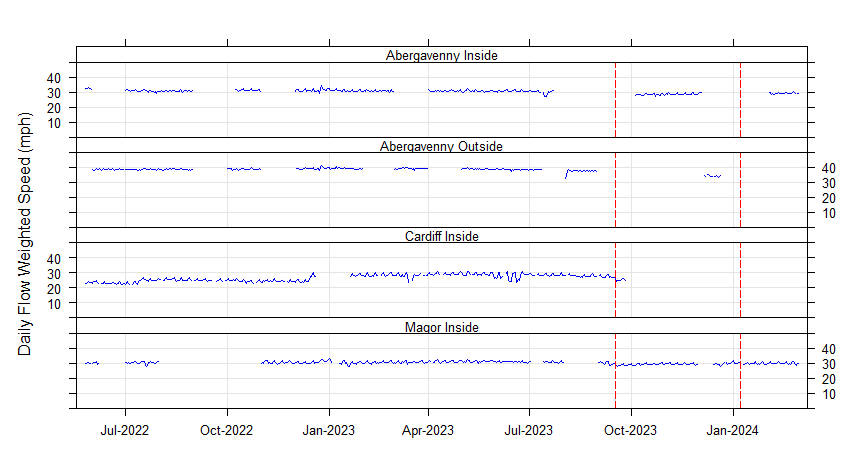 Abergavenny Inside
40
30
20
10
Abergavenny Outside
40
30
20
10
Cardiff Inside
40
30
20
10
Magor Inside
40
30
20
10
Daily Flow Weighted Speed (mph)
Jul-2022 Oct-2022 Jan-2023 Apr-2023 Jul-2023 Oct-2023 Jan-2024